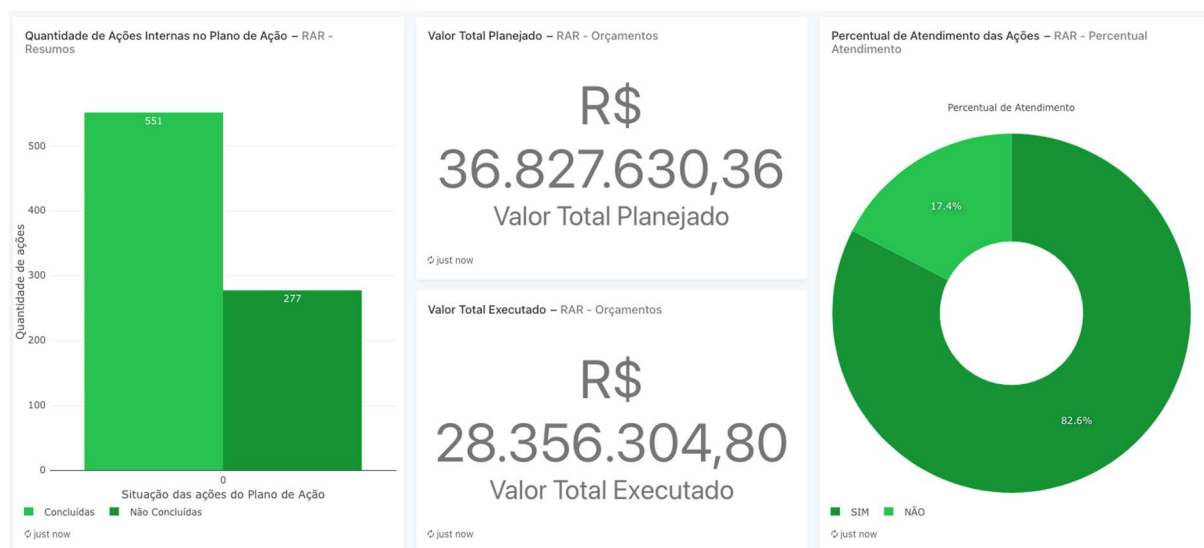 Quantidade de Ações Internas no Plano de Ação – RAR -
Resumos
551
500
400
300
277
200
100
0
Quantidade de ações
0
Situação das ações do Plano de Ação
Concluídas
Não Concluídas
just now
Valor Total Planejado – RAR - Orçamentos
R$
36.827.630,36
Valor Total Planejado
just now
Valor Total Executado – RAR - Orçamentos
R$
28.356.304,80
Valor Total Executado
just now
Percentual de Atendimento das Ações – RAR - Percentual
Atendimento
Percentual de Atendimento
17.4%
82.6%
SIM
NÃO
just now